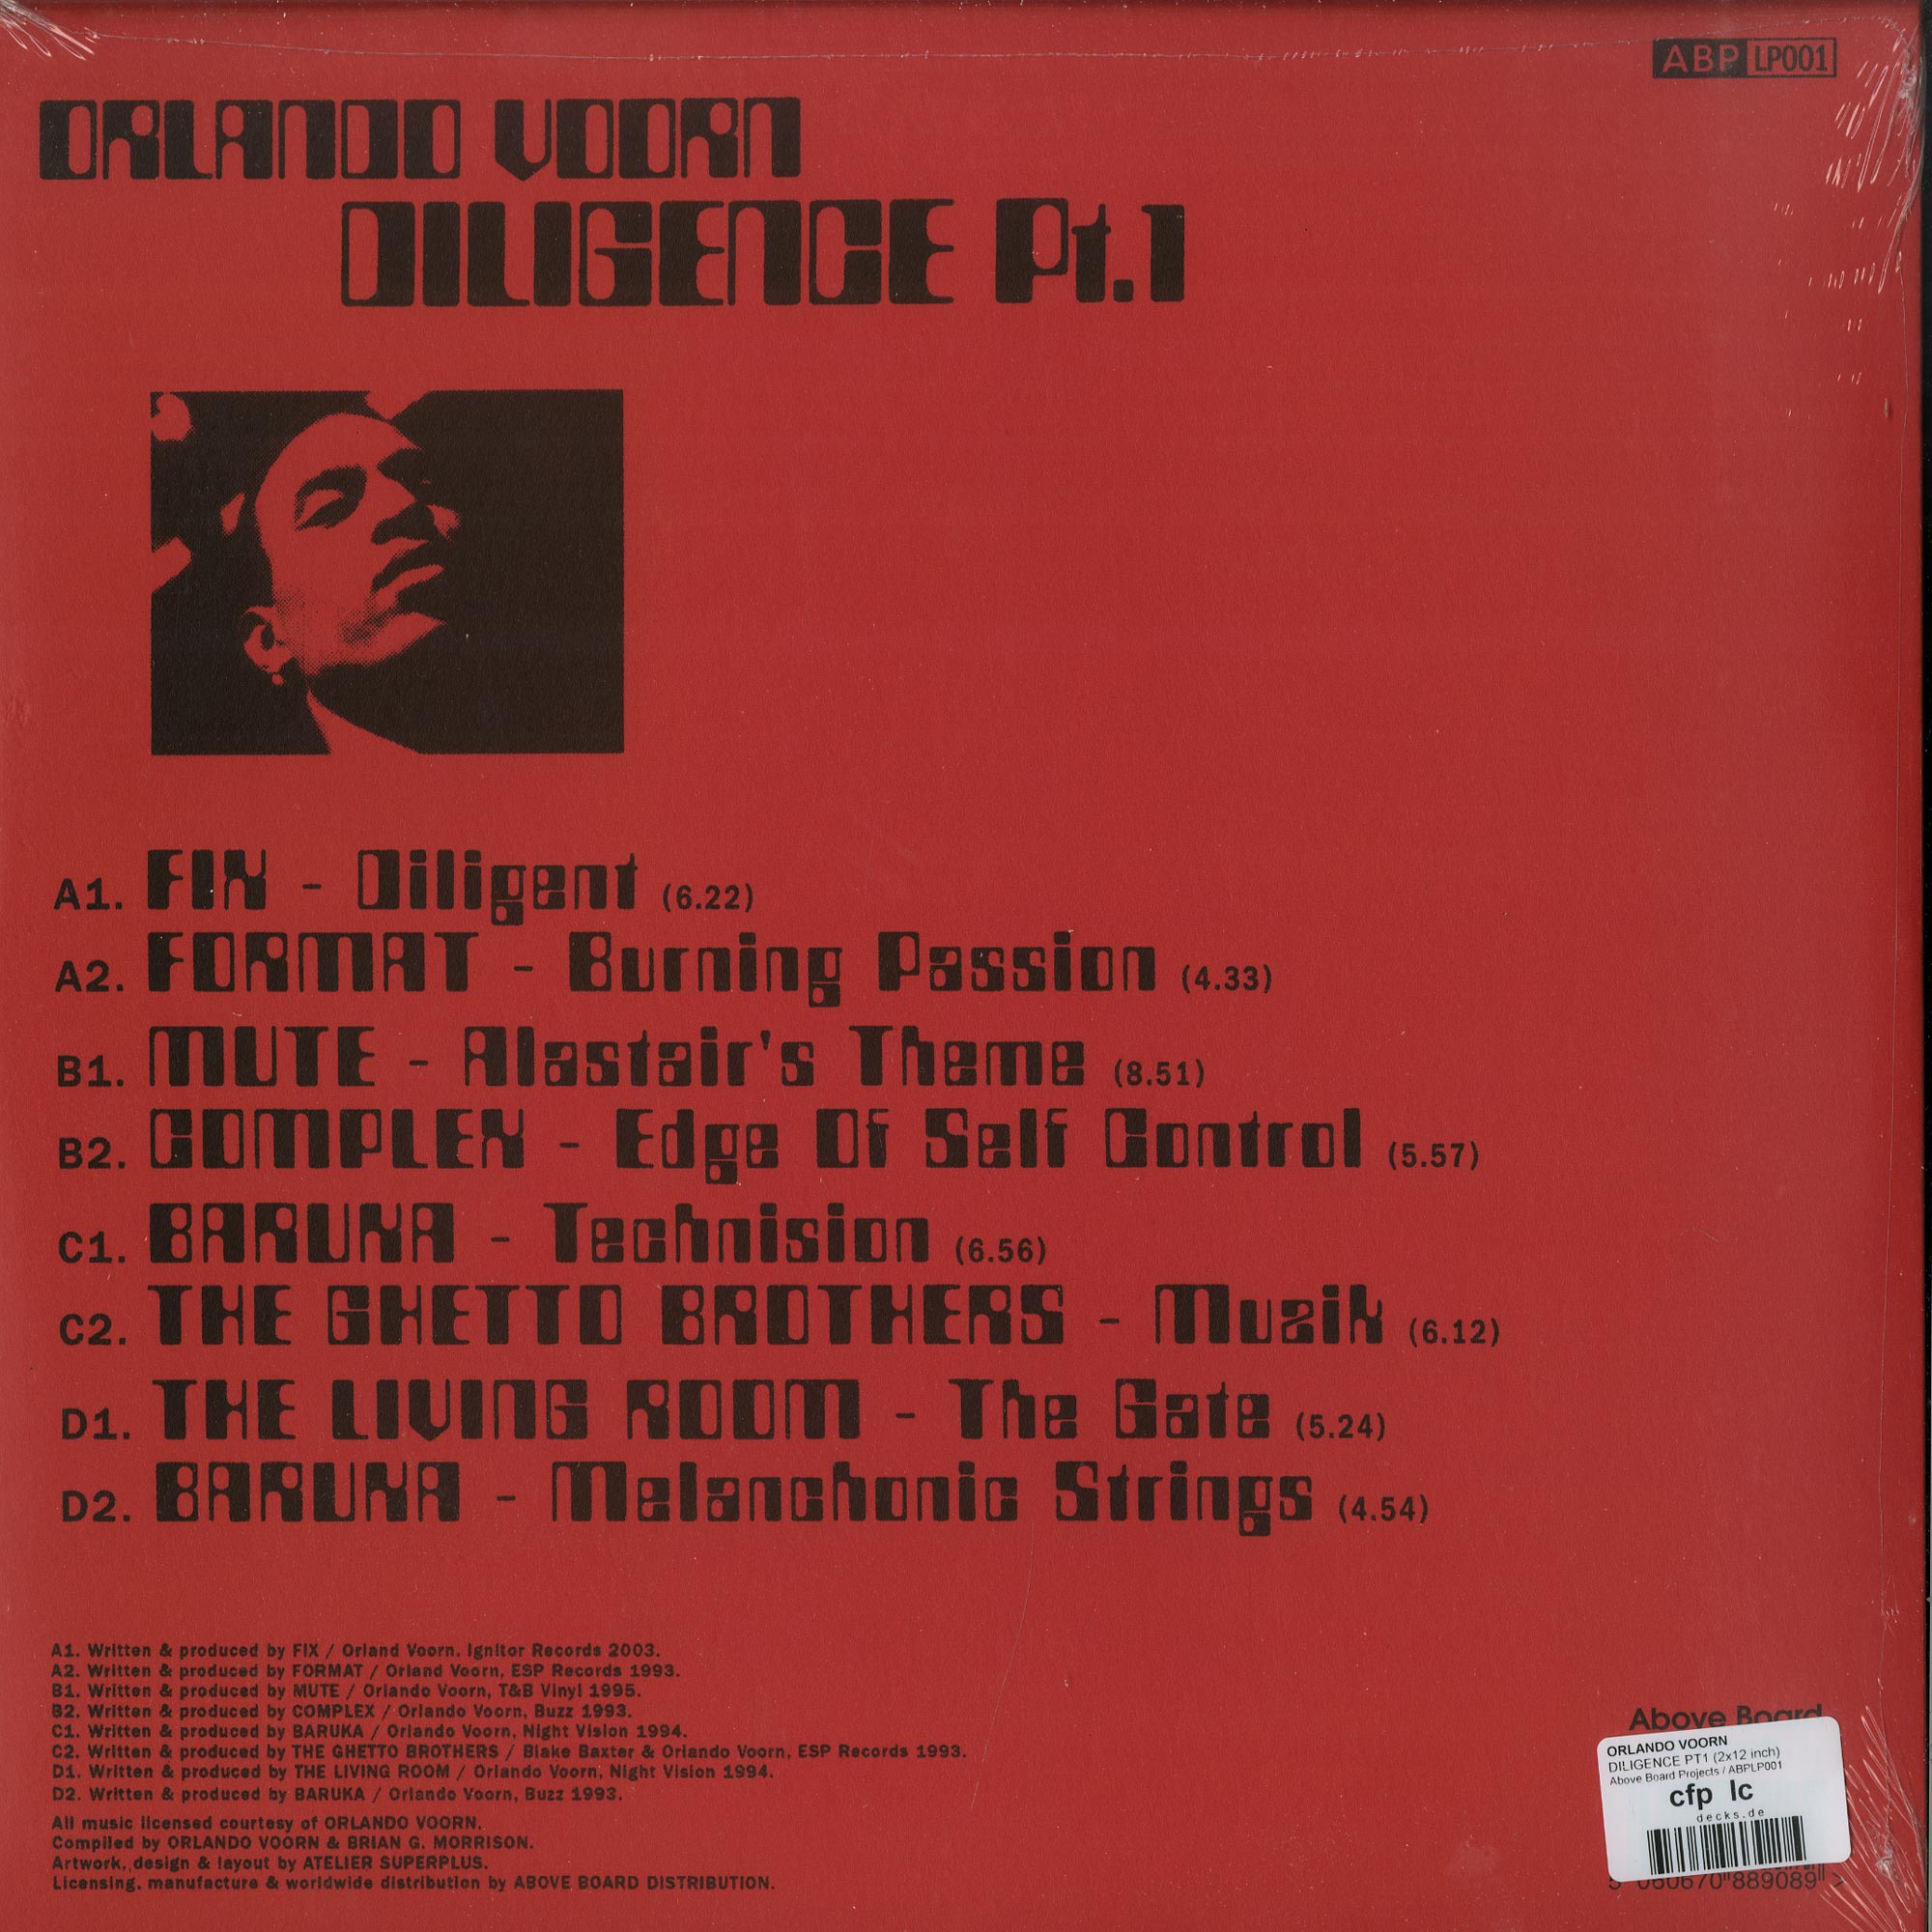 ABP LP001
ORLANDO VOORN
DILIGENCE Pt.1
A1. FIX - Diligent (6.22)
A2. FORMAT - Burning Passion (4.33)
B1. MUTE - Alastair's Theme (8.51)
B2. COMPLEX - Edge Of Self Control (5.57)
C1. BARUKA - Technision (6.56)
C2. THE GHETTO BROTHERS - Muzik (6.12)
D1. THE LIVING ROOM - The Gate (5.24)
D2. BARUKA - Melanchonic Strings (4.54)
A1. Written & produced by FIX / Orland Voorn. Ignitor Records 2003.
A2. Written & produced by FORMAT / Orland Voorn, ESP Records 1993.
B1. Written & produced by MUTE / Orlando Voorn, T&B Vinyl 1995.
B2. Written & produced by COMPLEX / Orlando Voorn, Buzz 1993.
C1. Written & produced by BARUKA / Orlando Voorn, Night Vision 1994.
C2. Written & produced by THE GHETTO BROTHERS / Blake Baxter & Orlando Voorn, ESP Records 1993.
D1. Written & produced by THE LIVING ROOM / Orlando Voorn, Night Vision 1994.
D2. Written & produced by BARUKA / Orlando Voorn, Buzz 1993.
All music licensed courtesy of ORLANDO VOORN.
Compiled by ORLANDO VOORN & BRIAN G. MORRISON.
Artwork, design & layout by ATELIER SUPERPLUS.
Licensing, manufacture & worldwide distribution by ABOVE BOARD DISTRIBUTION.
Above Board
ORLANDO VOORN
DILIGENCE PT1 (2x12 inch)
Above Board Projects / ABPLP001
cfp lc
decks.de
5 060670 889089 >